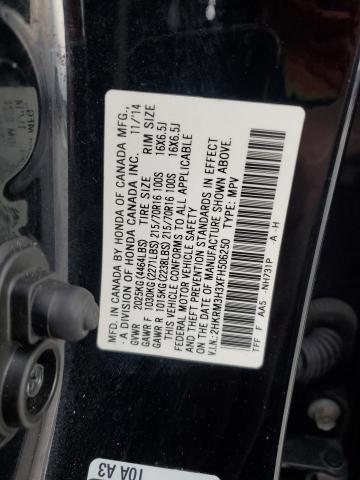 MFD. IN CANADA BY HONDA OF CANADA MFG.,
- A DIVISION OF HONDA CANADA INC. 11/'14
GVWR 2025KG(4464LBS) TIRE SIZE RIM SIZE
GAWR F 1030KG(2271LBS) 215/70R16 100S 16X6.5J
GAWR R 1015KG(2238LBS) 215/70R16 100S 16X6.5J
THIS VEHICLE CONFORMS TO ALL APPLICABLE
FEDERAL MOTOR VEHICLE SAFETY
AND THEFT PREVENTION STANDARDS IN EFFECT
ON THE DATE OF MANUFACTURE SHOWN ABOVE.
V.I.N: 2HKRM3H3XFH506250 TYPE: MPV
TFF F AA5 NH731P A H
10A A3